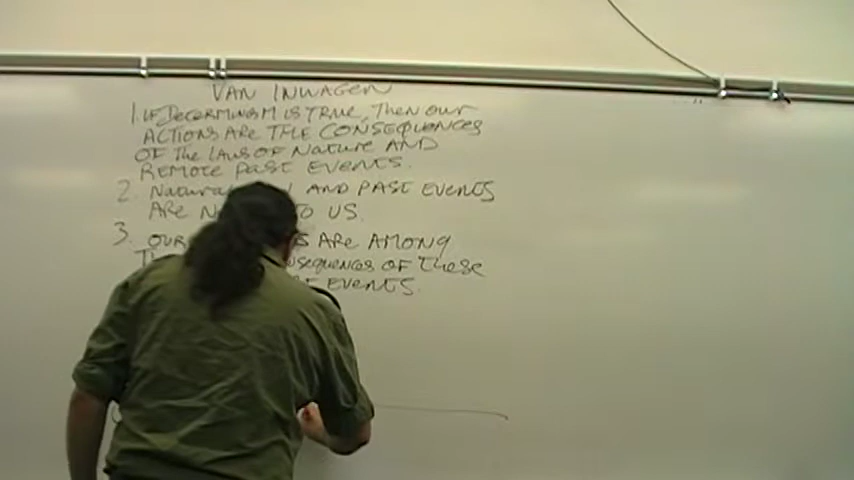 VAN INWAGEN
1. IF DETERMINISM IS TRUE, THEN OUR
ACTIONS ARE THE CONSEQUENCES
OF THE LAWS OF NATURE AND
REMOTE PAST EVENTS.
2. AND PAST EVENTS
ARE TO US.
3. OUR ARE AMONG
OF THESE
EVENTS.